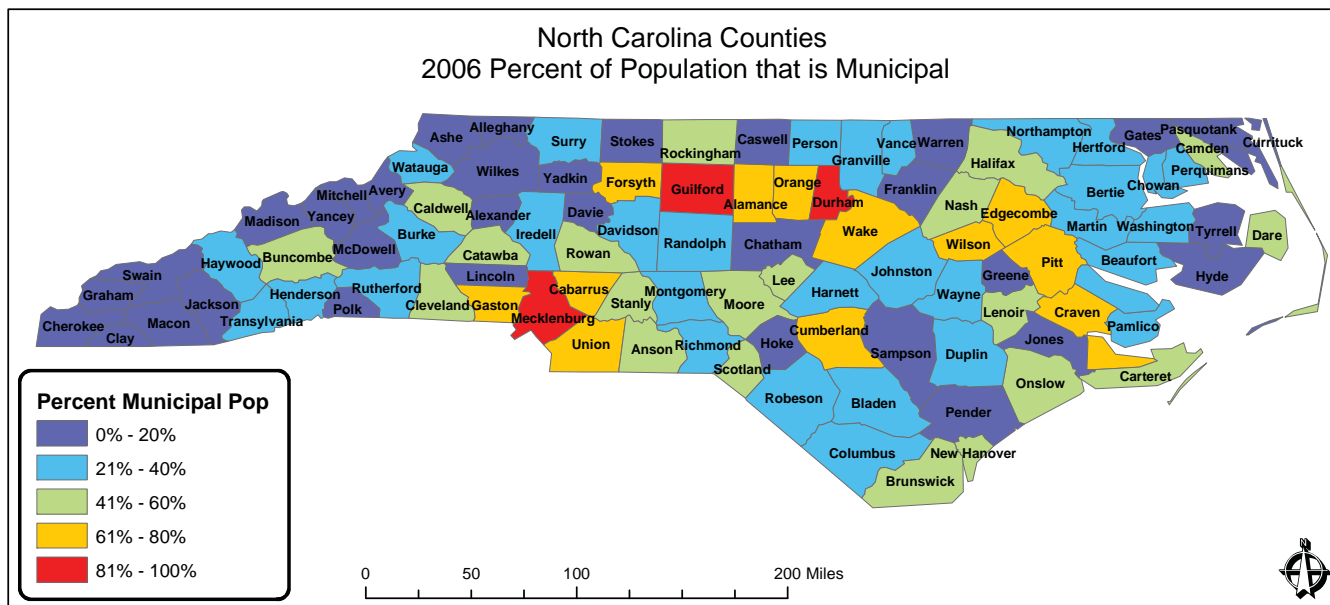 North Carolina Counties
2006 Percent of Population that is Municipal
Ashe
Alleghany
Surry
Stokes
Rockingham
Caswell
Person
Granville
Vance
Warren
Northampton
Hertford
Gates
Pasquotank
Camden
Currituck
Watauga
Wilkes
Yadkin
Forsyth
Guilford
Alamance
Orange
Durham
Franklin
Halifax
Bertie
Chowan
Perquimans
Mitchell
Avery
Caldwell
Alexander
Davie
Nash
Edgecombe
Madison
Yancey
Burke
Iredell
Davidson
Randolph
Chatham
Wake
Wilson
Martin
Washington
Tyrrell
Dare
Haywood
Buncombe
McDowell
Catawba
Rowan
Swain
Lincoln
Lee
Johnston
Greene
Pitt
Beaufort
Hyde
Graham
Jackson
Henderson
Rutherford
Cleveland
Gaston
Cabarrus
Stanly
Montgomery
Moore
Harnett
Wayne
Lenoir
Craven
Pamlico
Cherokee
Macon
Clay
Transylvania
Polk
Mecklenburg
Union
Anson
Richmond
Scotland
Hoke
Cumberland
Sampson
Duplin
Jones
Onslow
Carteret
Robeson
Bladen
Pender
Columbus
New Hanover
Brunswick
Percent Municipal Pop
0% - 20%
21% - 40%
41% - 60%
61% - 80%
81% - 100%
0 50 100 200 Miles
N